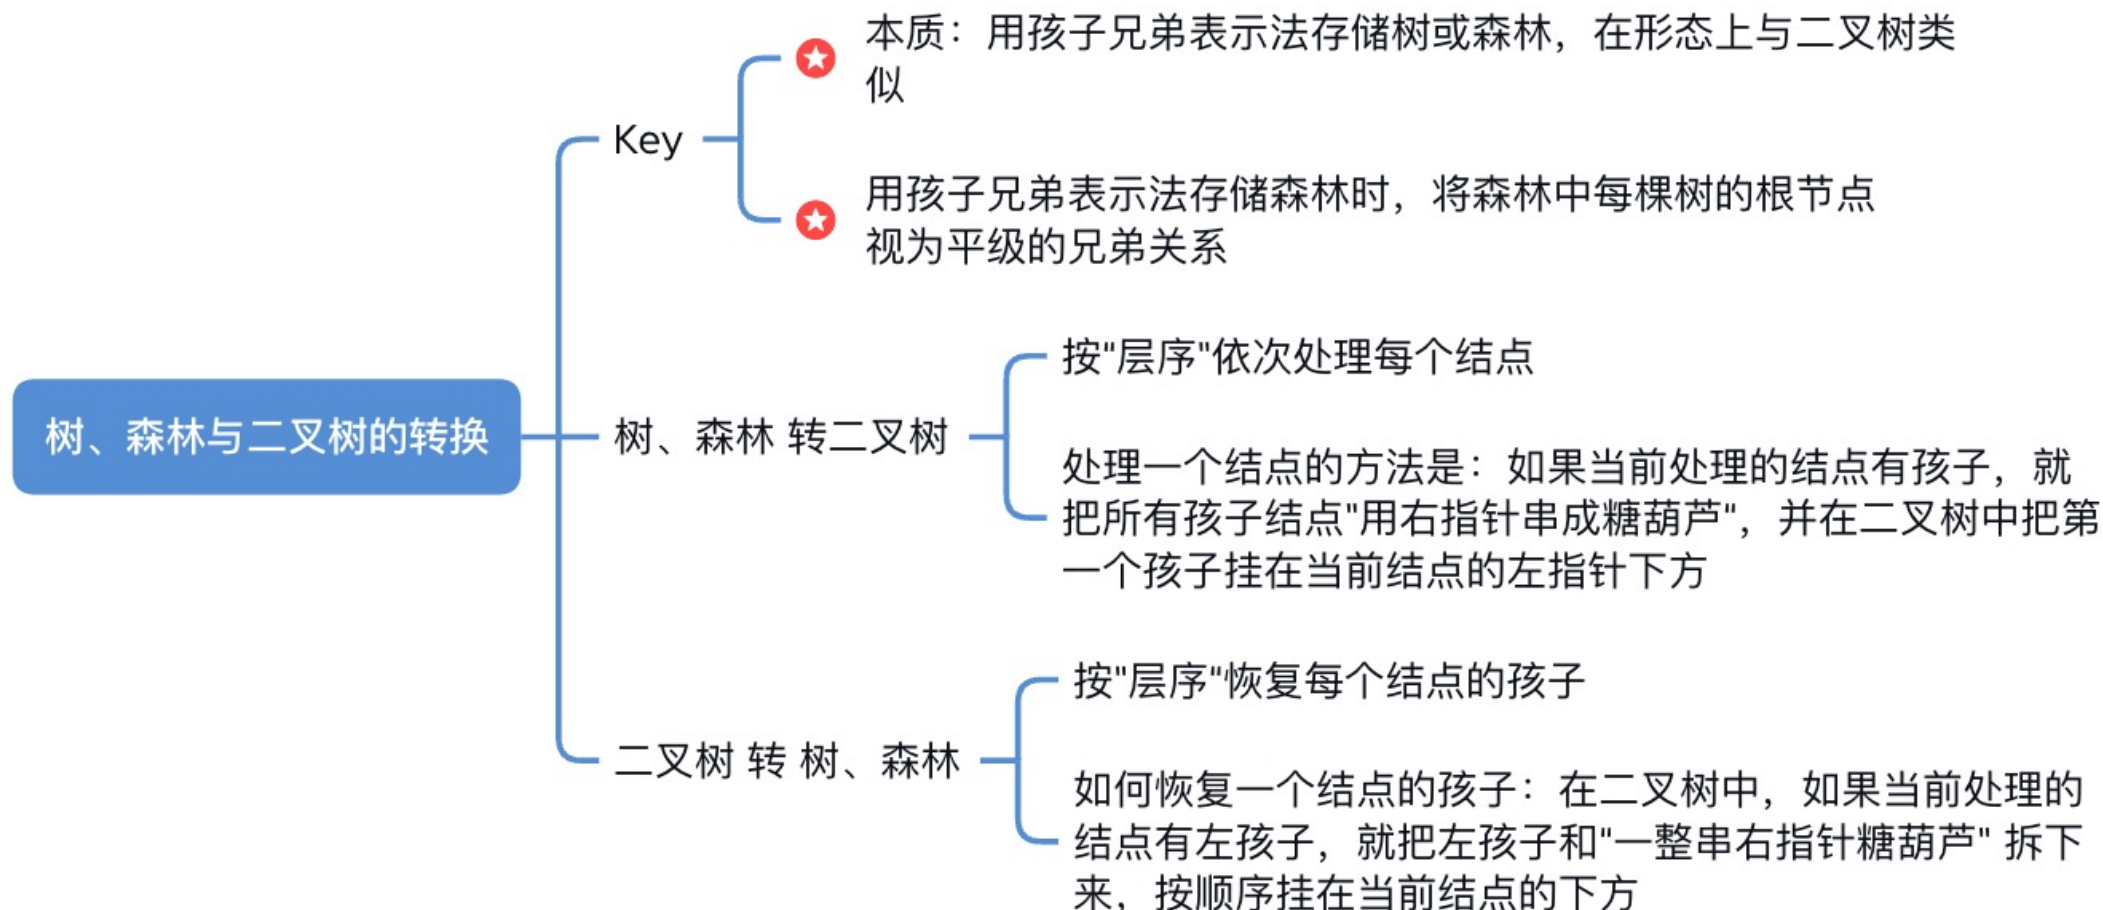 树、森林与二叉树的转换
Key
本质：用孩子兄弟表示法存储树或森林，在形态上与二叉树类
似
用孩子兄弟表示法存储森林时，将森林中每棵树的根节点
视为平级的兄弟关系
树、森林 转二叉树
按"层序"依次处理每个结点
处理一个结点的方法是：如果当前处理的结点有孩子，就
把所有孩子结点"用右指针串成糖葫芦"，并在二叉树中把第
一个孩子挂在当前结点的左指针下方
二叉树 转 树、森林
按"层序"恢复每个结点的孩子
如何恢复一个结点的孩子：在二叉树中，如果当前处理的
结点有左孩子，就把左孩子和"一整串右指针糖葫芦" 拆下
来，按顺序挂在当前结点的下方